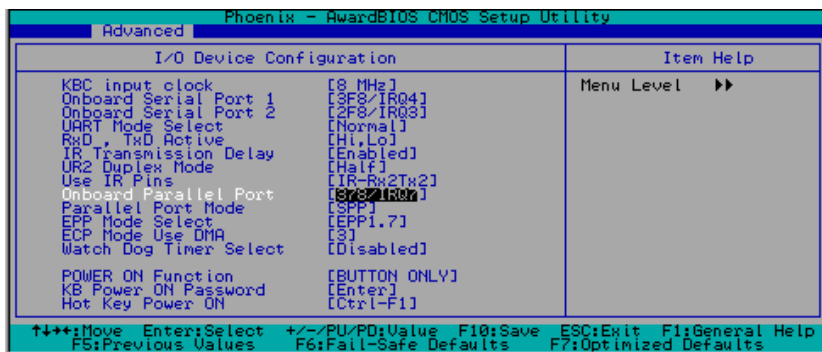 Phoenix - AwardBIOS CMOS Setup Utility
Advanced
I/O Device Configuration
Item Help
KBC input clock [8 MHz]
Menu Level ▶▶
Onboard Serial Port 1 [3F8/IRQ4]
Onboard Serial Port 2 [2F8/IRQ3]
UART Mode Select [Normal]
RxD , TxD Active [Hi,Lo]
IR Transmission Delay [Enabled]
UR2 Duplex Mode [Half]
Use IR Pins [IR-Rx2Tx2]
Onboard Parallel Port [378/IRQ7]
Parallel Port Mode [SPP]
EPP Mode Select [EPP1.7]
ECP Mode Use DMA [3]
Watch Dog Timer Select [Disabled]
POWER ON Function [BUTTON ONLY]
KB Power ON Password [Enter]
Hot Key Power ON [Ctrl-F1]
↑↓→←:Move Enter:Select +/-/PU/PD:Value F10:Save ESC:Exit F1:General Help
F5:Previous Values F6:Fail-Safe Defaults F7:Optimized Defaults